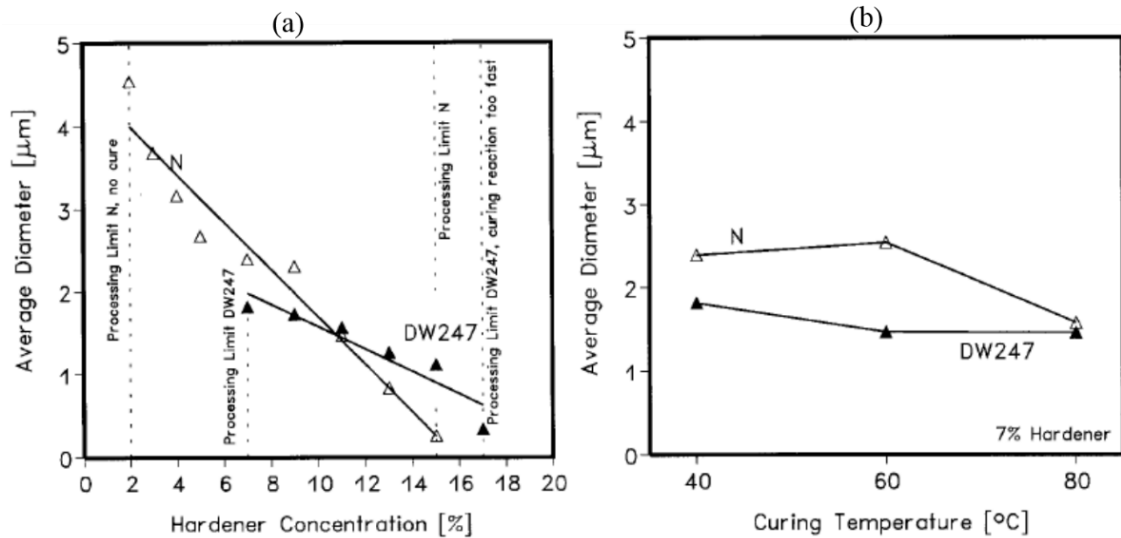 (a)
5
4
3
2
1
0
Average Diameter [μm]
Processing Limit N, no cure
N
Processing Limit DW247
DW247
Processing Limit N
Processing Limit DW247, curing reaction too fast
0 2 4 6 8 10 12 14 16 18 20
Hardener Concentration [%]
(b)
5
4
3
2
1
0
Average Diameter [μm]
N
DW247
7% Hardener
40 60 80
Curing Temperature [ºC]